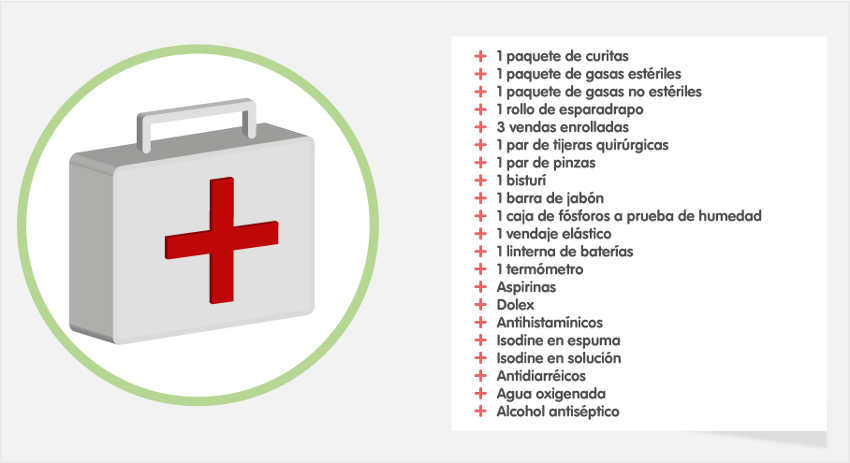 1 paquete de curitas
1 paquete de gasas estériles
1 paquete de gasas no estériles
1 rollo de esparadrapo
3 vendas enrolladas
1 par de tijeras quirúrgicas
1 par de pinzas
1 bisturí
1 barra de jabón
1 caja de fósforos a prueba de humedad
1 vendaje elástico
1 linterna de baterías
1 termómetro
Aspirinas
Dolex
Antihistamínicos
Isodine en espuma
Isodine en solución
Antidiarréicos
Agua oxigenada
Alcohol antiséptico